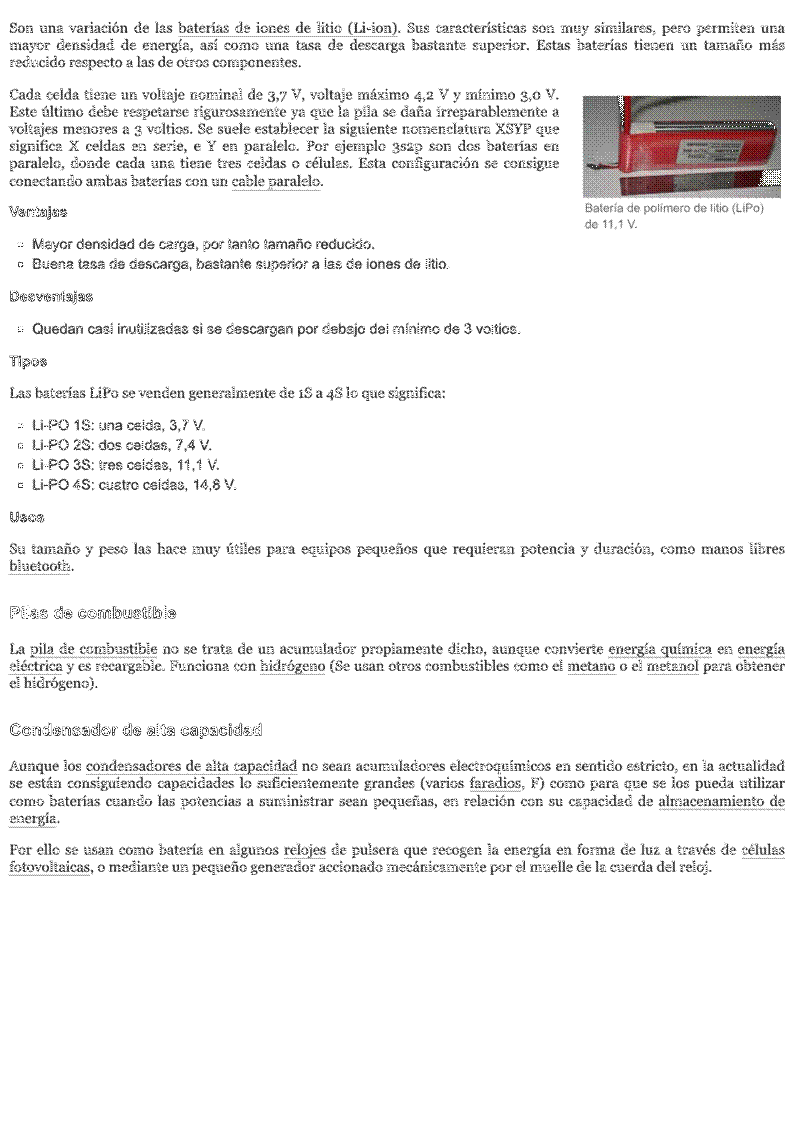 Son una variación de las baterías de iones de litio (Li-ion). Sus características son muy similares, pero permiten una
mayor densidad de energía, así como una tasa de descarga bastante superior. Estas baterías tienen un tamaño más
reducido respecto a las de otros componentes.
Cada celda tiene un voltaje nominal de 3,7 V, voltaje máximo 4,2 V y mínimo 3,0 V.
Este último debe respetarse rigurosamente ya que la pila se daña irreparablemente a
voltajes menores a 3 voltios. Se suele establecer la siguiente nomenclatura XSYP que
significa X celdas en serie, e Y en paralelo. Por ejemplo 3s2p son dos baterías en
paralelo, donde cada una tiene tres celdas o células. Esta configuración se consigue
conectando ambas baterías con un cable paralelo.
Batería de polímero de litio (LiPo)
de 11,1 V.
Ventajas
Mayor densidad de carga, por tanto tamaño reducido.
Buena tasa de descarga, bastante superior a las de iones de litio.
Desventajas
Quedan casi inutilizadas si se descargan por debajo del mínimo de 3 voltios.
Tipos
Las baterías LiPo se venden generalmente de 1S a 4S lo que significa:
Li-PO 1S: una celda, 3,7 V.
Li-PO 2S: dos celdas, 7,4 V.
Li-PO 3S: tres celdas, 11,1 V.
Li-PO 4S: cuatro celdas, 14,8 V.
Usos
Su tamaño y peso las hace muy útiles para equipos pequeños que requieran potencia y duración, como manos libres
bluetooth.
Pilas de combustible
La pila de combustible no se trata de un acumulador propiamente dicho, aunque convierte energía química en energía
eléctrica y es recargable. Funciona con hidrógeno (Se usan otros combustibles como el metano o el metanol para obtener
el hidrógeno).
Condensador de alta capacidad
Aunque los condensadores de alta capacidad no sean acumuladores electroquímicos en sentido estricto, en la actualidad
se están consiguiendo capacidades lo suficientemente grandes (varios faradios, F) como para que se los pueda utilizar
como baterías cuando las potencias a suministrar sean pequeñas, en relación con su capacidad de almacenamiento de
energía.
Por ello se usan como batería en algunos relojes de pulsera que recogen la energía en forma de luz a través de células
fotovoltaicas, o mediante un pequeño generador accionado mecánicamente por el muelle de la cuerda del reloj.